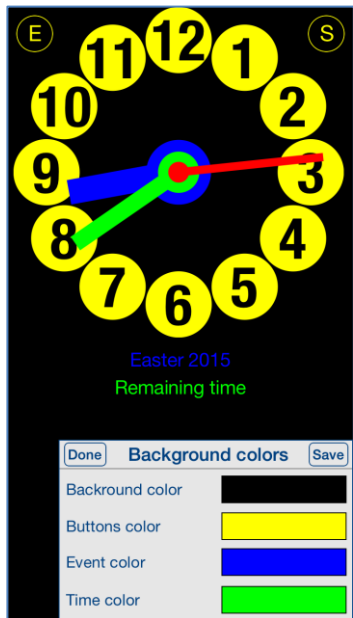 E
S
12
11
1
10
2
9
3
8
4
7
5
6
Easter 2015
Remaining time
Done
Background colors
Save
Backround color
Buttons color
Event color
Time color